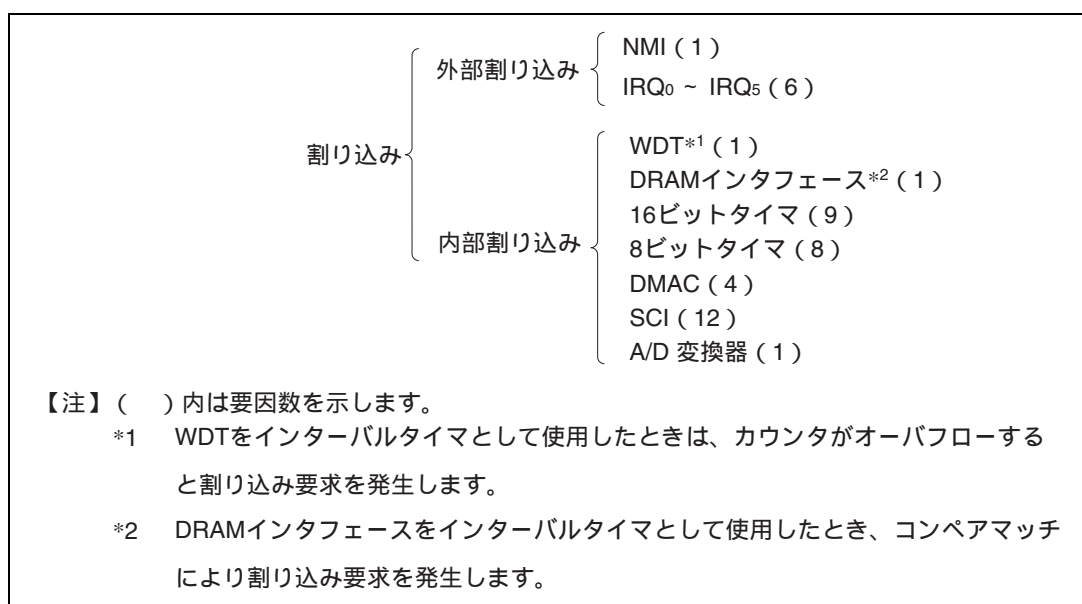 割り込み
外部割り込み
NMI ( 1 )
IRQ0 ~ IRQ5 ( 6 )
内部割り込み
WDT*1 ( 1 )
DRAMインタフェース*2 ( 1 )
16ビットタイマ ( 9 )
8ビットタイマ ( 8 )
DMAC ( 4 )
SCI ( 12 )
A/D 変換器 ( 1 )
【注】 (　) 内は要因数を示します。
*1 WDTをインターバルタイマとして使用したときは、カウンタがオーバフローする
と割り込み要求を発生します。
*2 DRAMインタフェースをインターバルタイマとして使用したとき、コンペアマッチ
により割り込み要求を発生します。